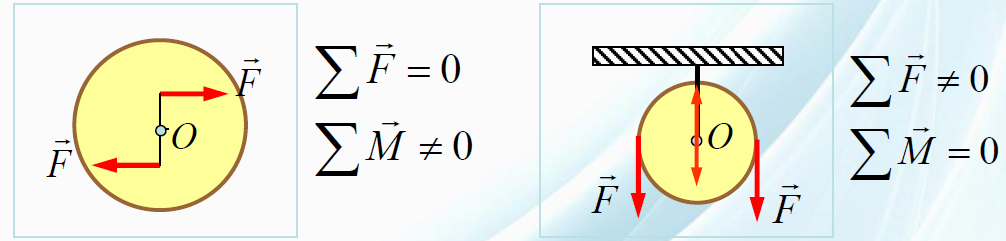 F⃗
F⃗
O
∑ F⃗ = 0
∑ M⃗ ≠ 0
O
F⃗
F⃗
∑ F⃗ ≠ 0
∑ M⃗ = 0